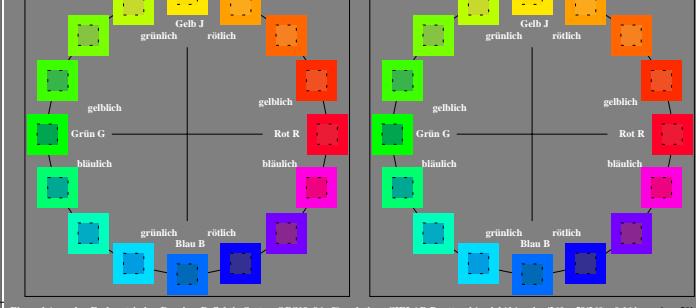 Gelb J Gelb J
grünlich rötlich grünlich rötlich
gelblich gelblich
gelblich gelblich
Grün G Rot R Grün G Rot R
bläulich bläulich bläulich bläulich
grünlich rötlich grünlich rötlich
Blau B Blau B